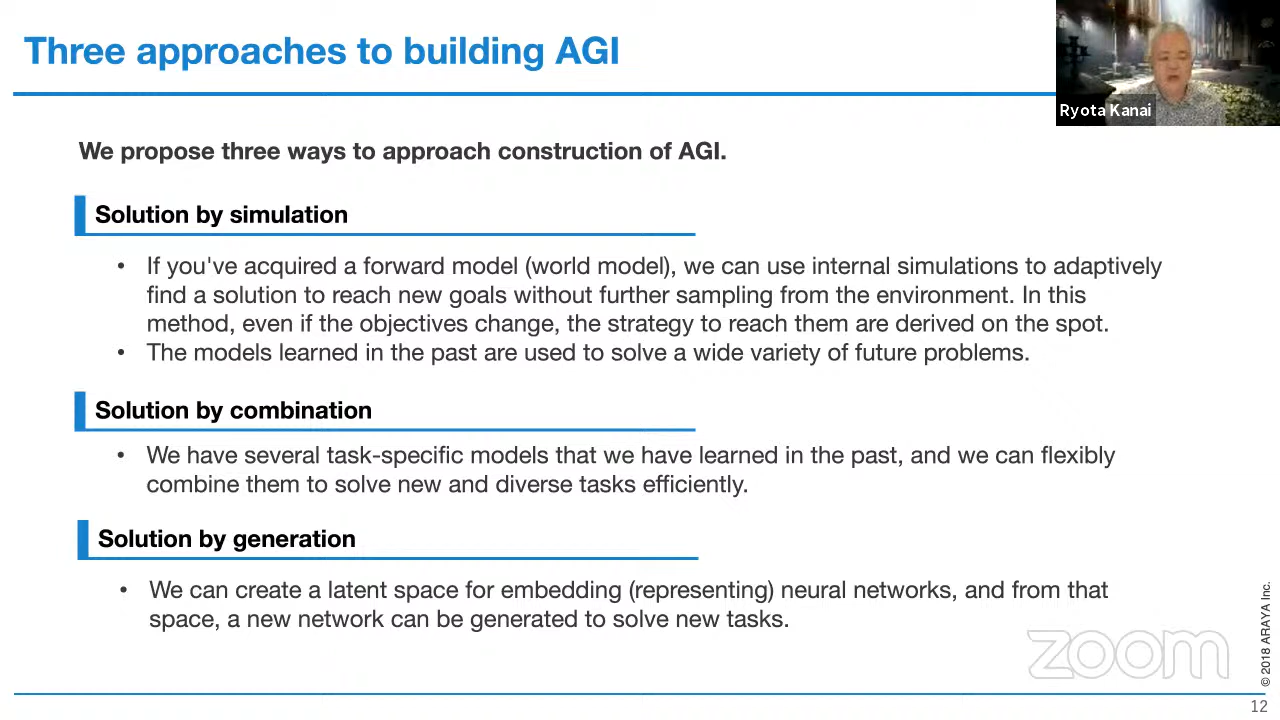 Three approaches to building AGI
Ryota Kanai
We propose three ways to approach construction of AGI.
Solution by simulation
• If you've acquired a forward model (world model), we can use internal simulations to adaptively
find a solution to reach new goals without further sampling from the environment. In this
method, even if the objectives change, the strategy to reach them are derived on the spot.
• The models learned in the past are used to solve a wide variety of future problems.
Solution by combination
• We have several task-specific models that we have learned in the past, and we can flexibly
combine them to solve new and diverse tasks efficiently.
Solution by generation
• We can create a latent space for embedding (representing) neural networks, and from that
space, a new network can be generated to solve new tasks.
zoom
© 2018 ARAYA Inc.
12